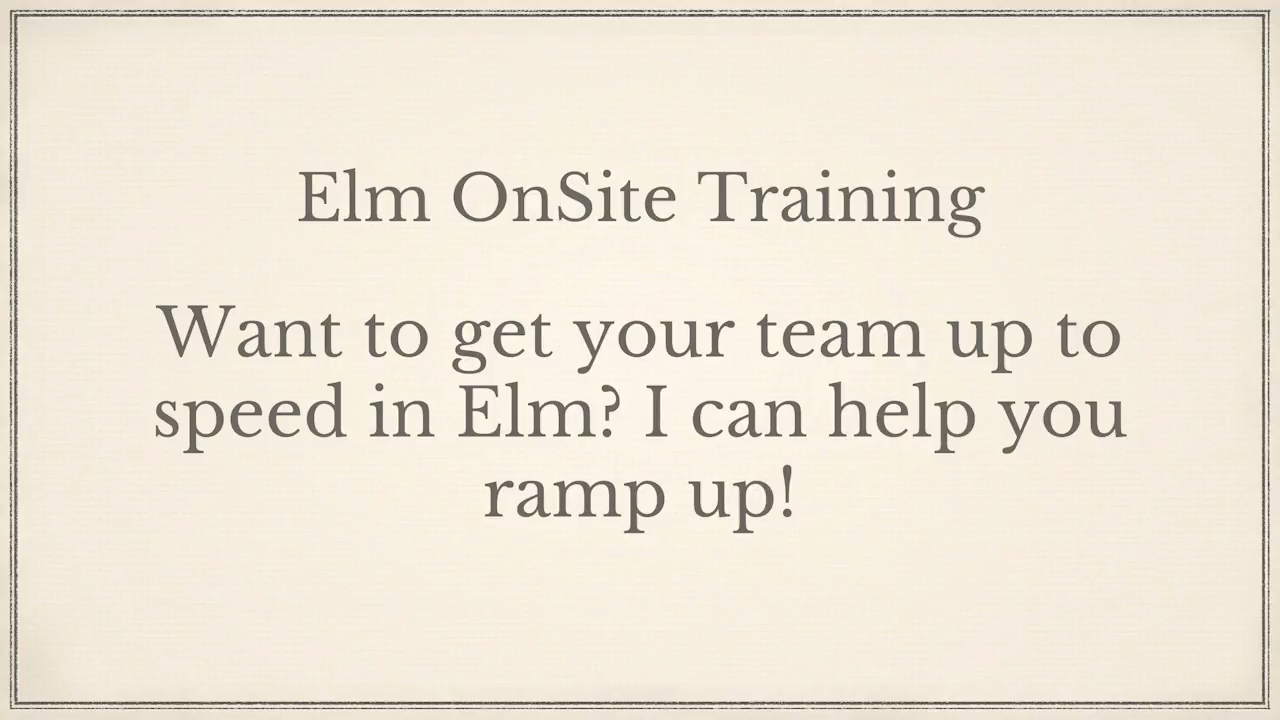 Elm OnSite Training
Want to get your team up to
speed in Elm? I can help you
ramp up!